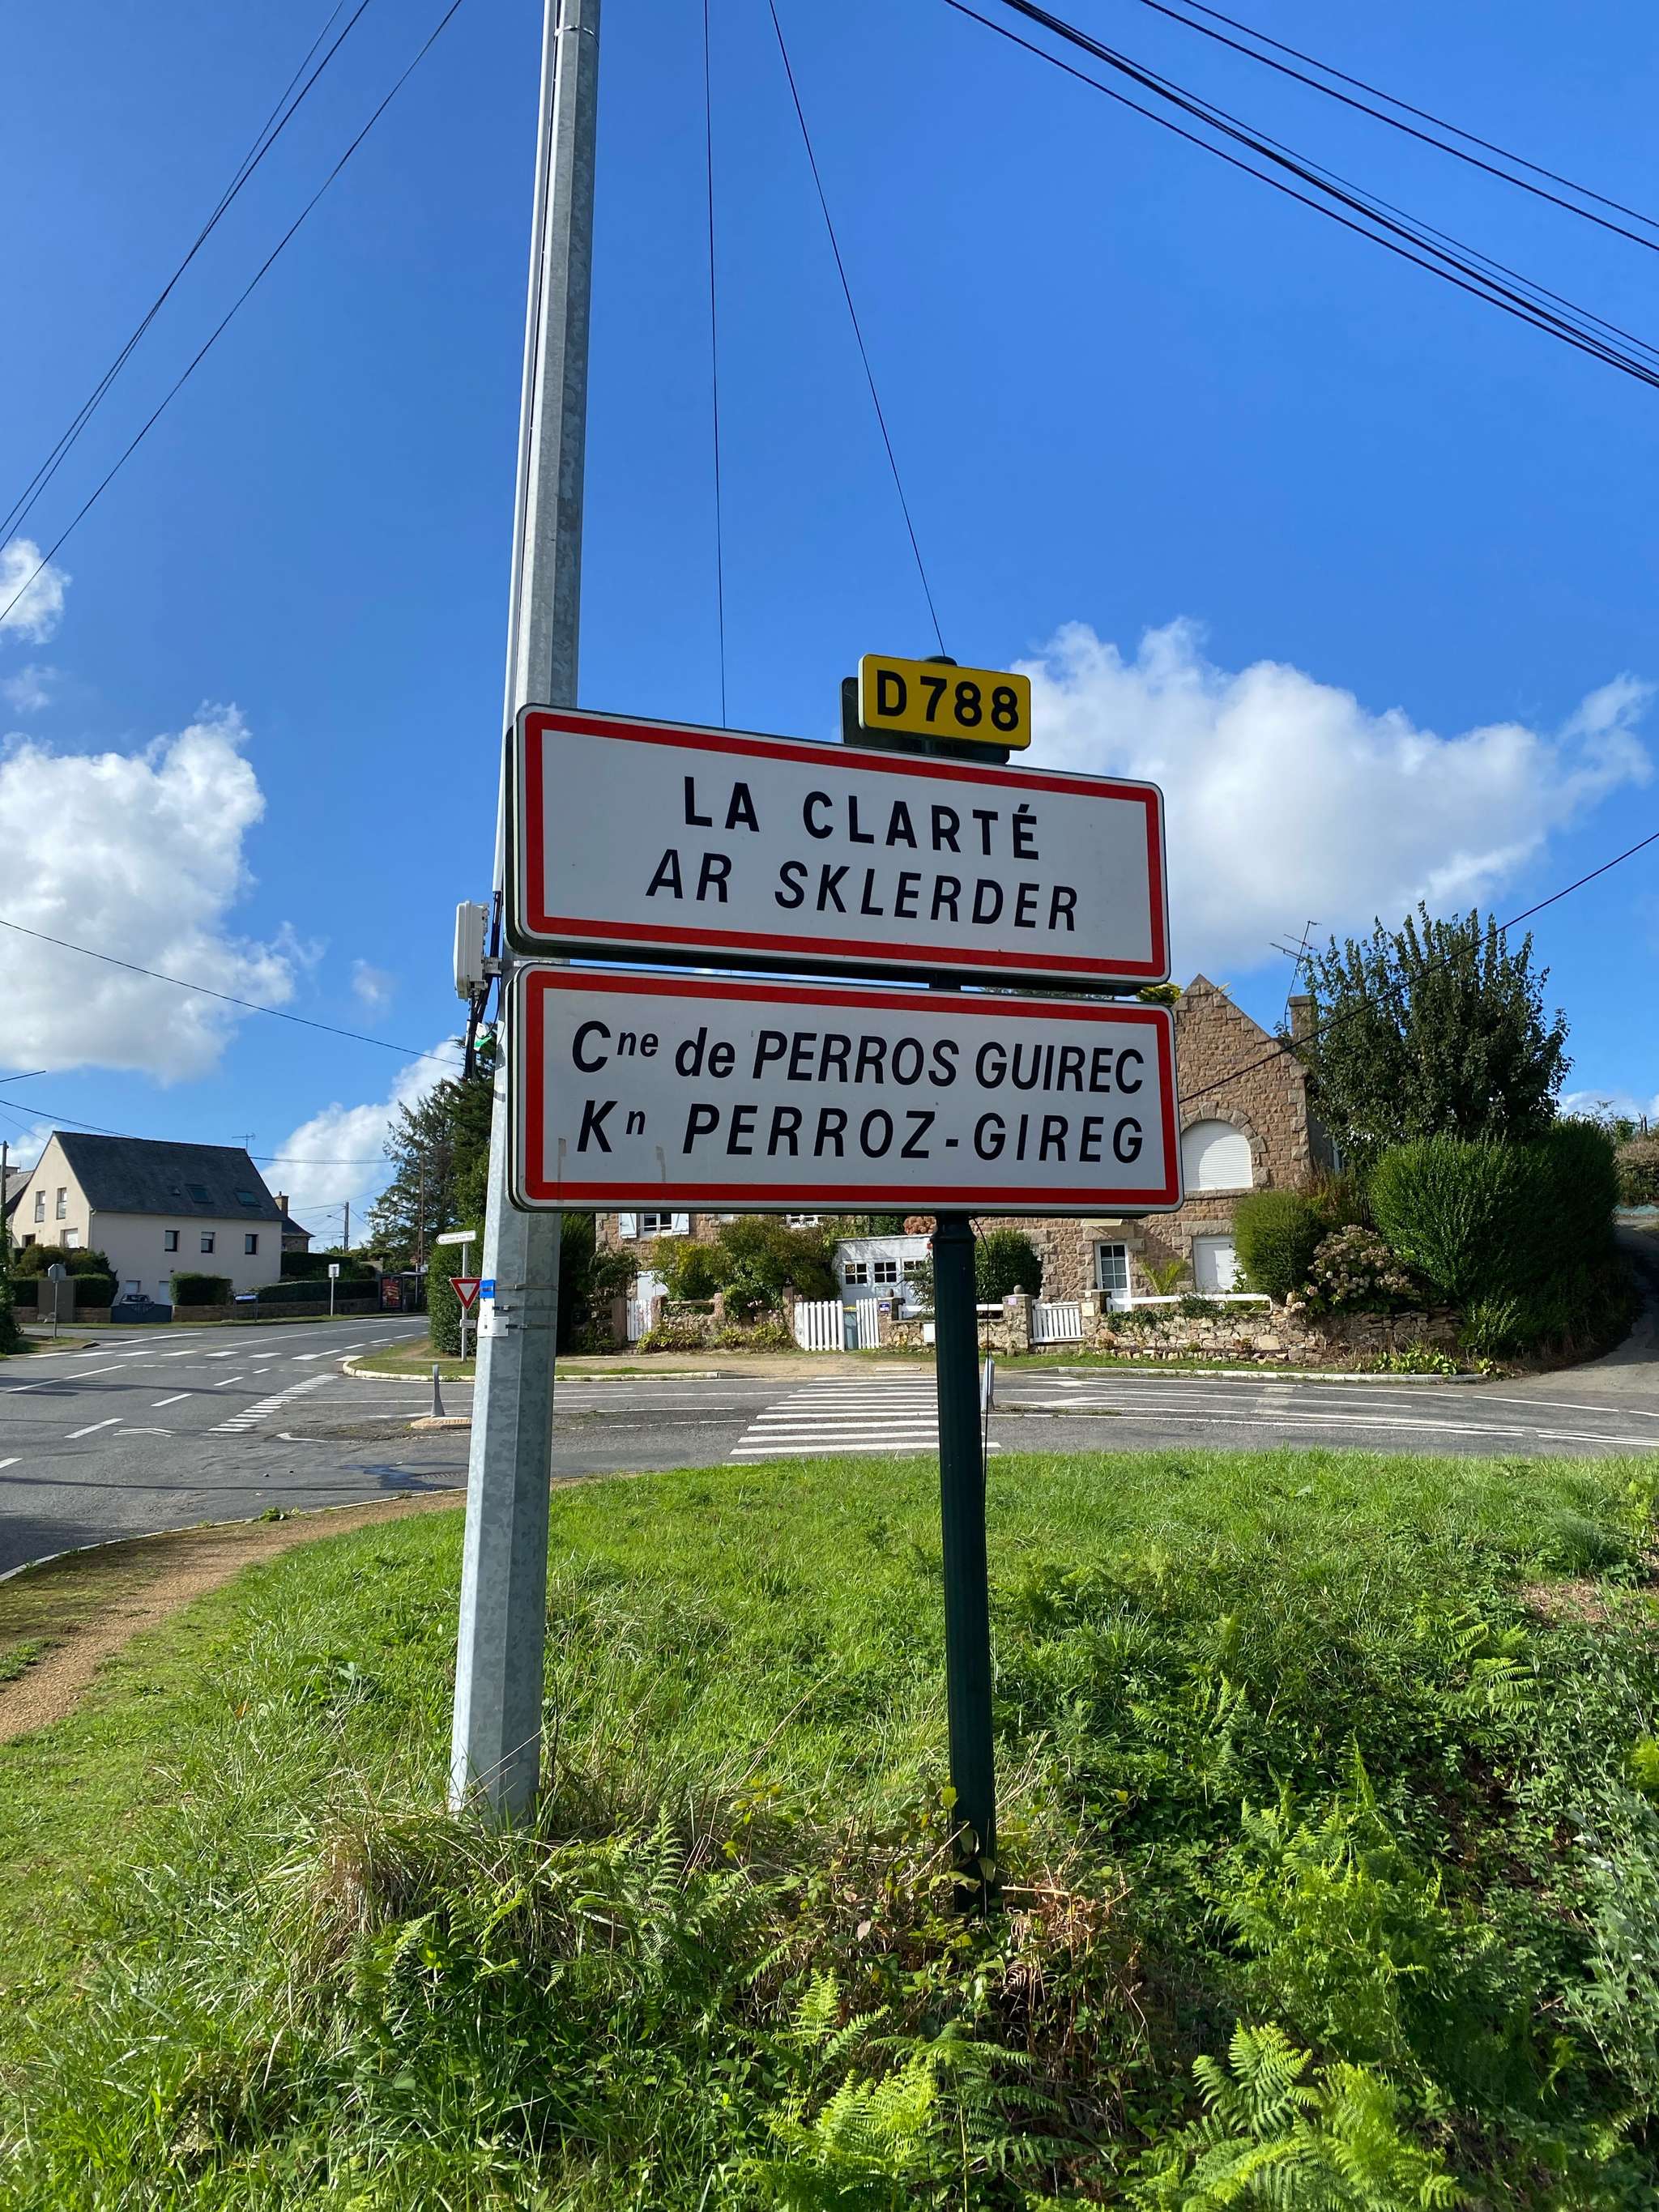 D788
LA CLARTÉ
AR SKLERDER
Cne de PERROS GUIREC
Kn PERROZ-GIREG